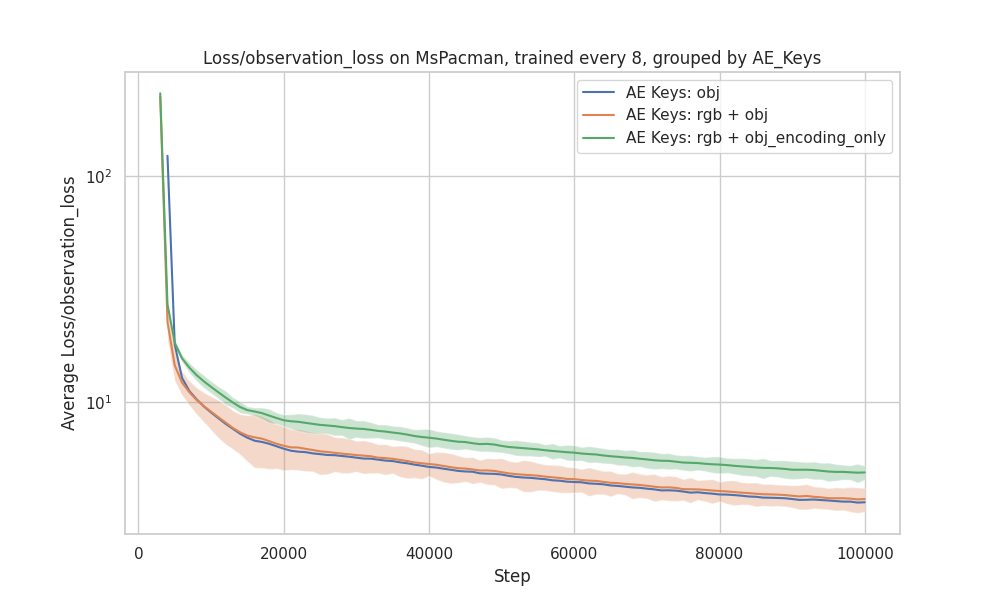 Loss/observation_loss on MsPacman, trained every 8, grouped by AE_Keys
AE Keys: obj
AE Keys: rgb + obj
AE Keys: rgb + obj_encoding_only
Average Loss/observation_loss
10²
10¹
0 20000 40000 60000 80000 100000
Step